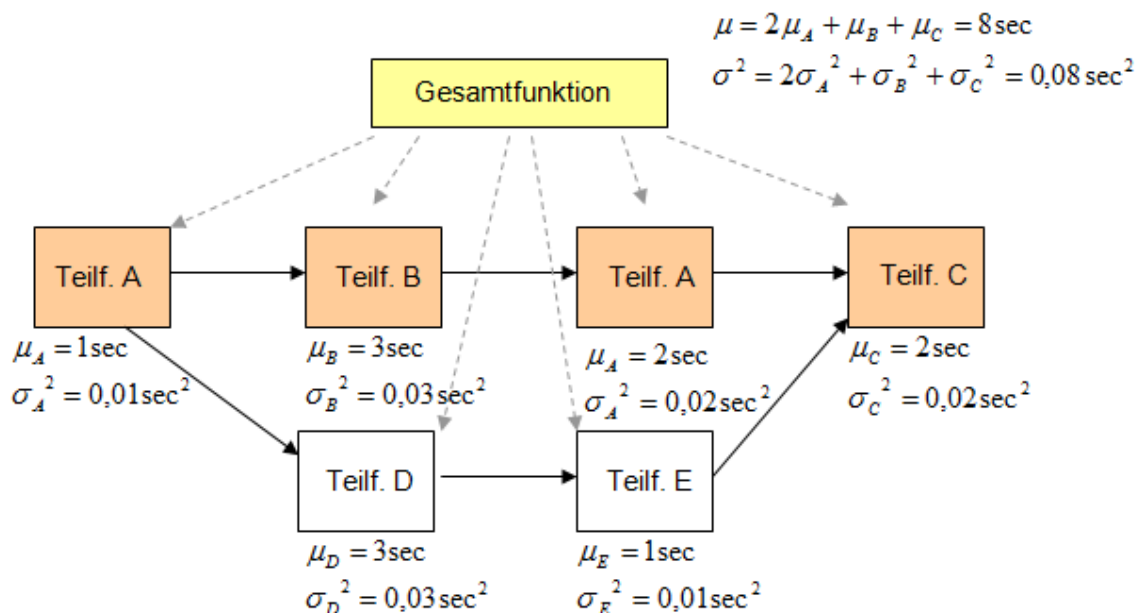 μ = 2μ_A + μ_B + μ_C = 8sec
σ² = 2σ_A² + σ_B² + σ_C² = 0,08sec²
Gesamtfunktion
Teilf. A
Teilf. B
Teilf. A
Teilf. C
μ_A = 1sec
σ_A² = 0,01sec²
μ_B = 3sec
σ_B² = 0,03sec²
μ_A = 2sec
σ_A² = 0,02sec²
μ_C = 2sec
σ_C² = 0,02sec²
Teilf. D
Teilf. E
μ_D = 3sec
σ_D² = 0,03sec²
μ_E = 1sec
σ_E² = 0,01sec²